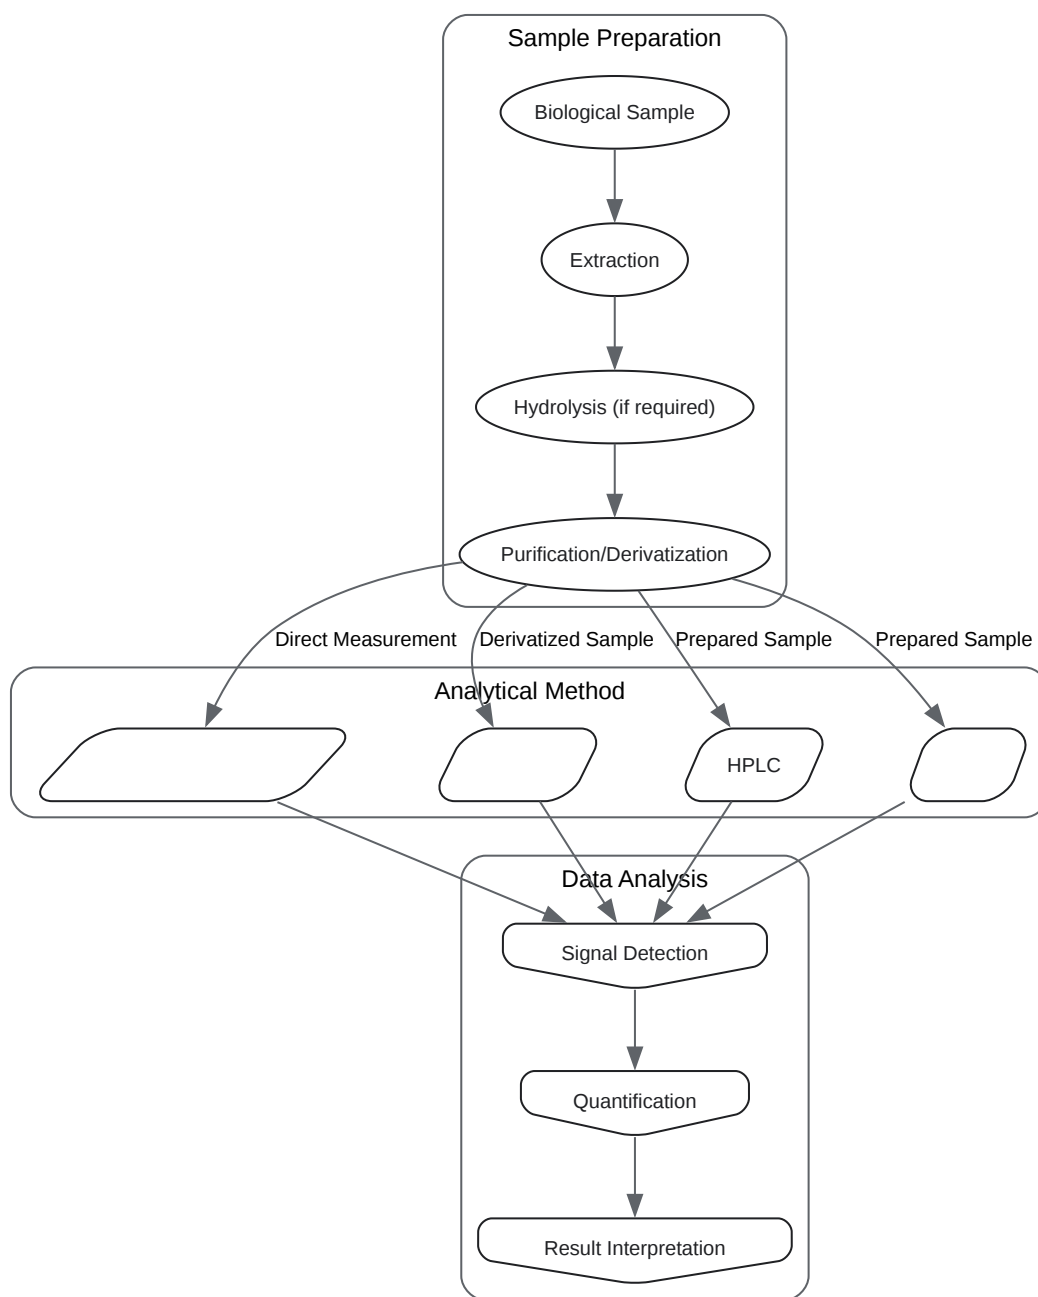 Sample Preparation
Biological Sample
Extraction
Hydrolysis (if required)
Purification/Derivatization
Direct Measurement
Derivatized Sample
Prepared Sample
Prepared Sample
Analytical Method
HPLC
Data Analysis
Signal Detection
Quantification
Result Interpretation